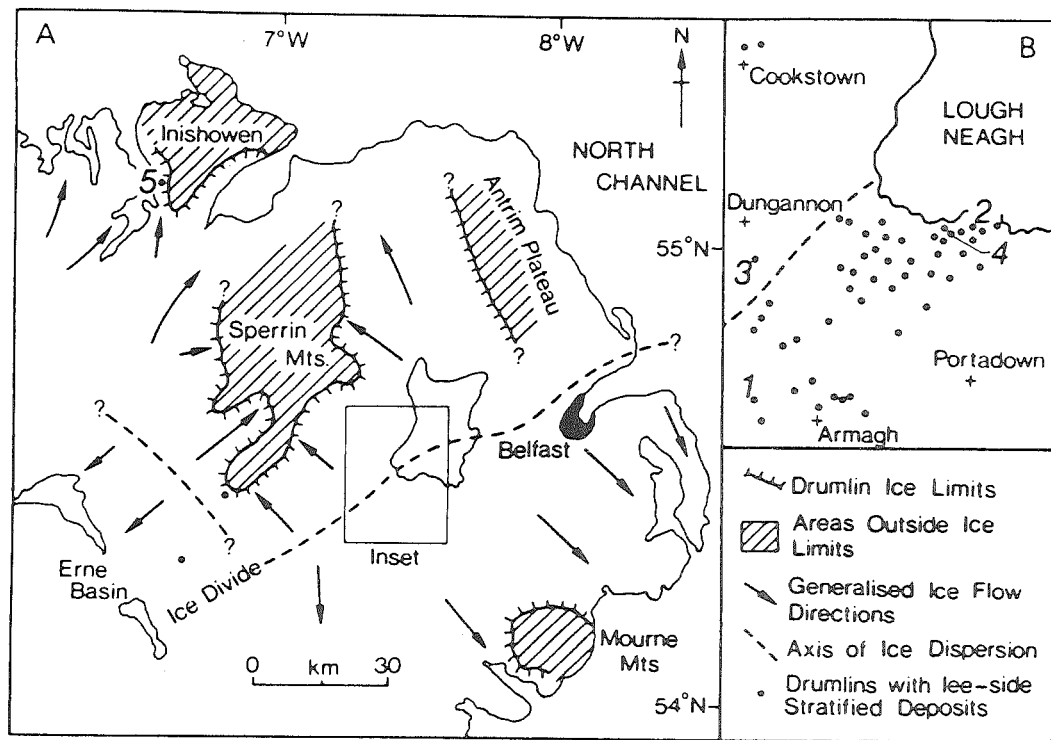 A
7°W
8°W
N
Inishowen
5
NORTH
CHANNEL
?
?
Antrim Plateau
55°N
?
Sperrin
Mts.
?
?
?
Belfast
?
Inset
Erne
Basin
Ice Divide
0 km 30
Mourne
Mts
54°N
B
Cookstown
LOUGH
NEAGH
Dungannon
2
4
3
Portadown
1
Armagh
Drumlin Ice Limits
Areas Outside Ice
Limits
Generalised Ice Flow
Directions
Axis of Ice Dispersion
Drumlins with lee-side
Stratified Deposits